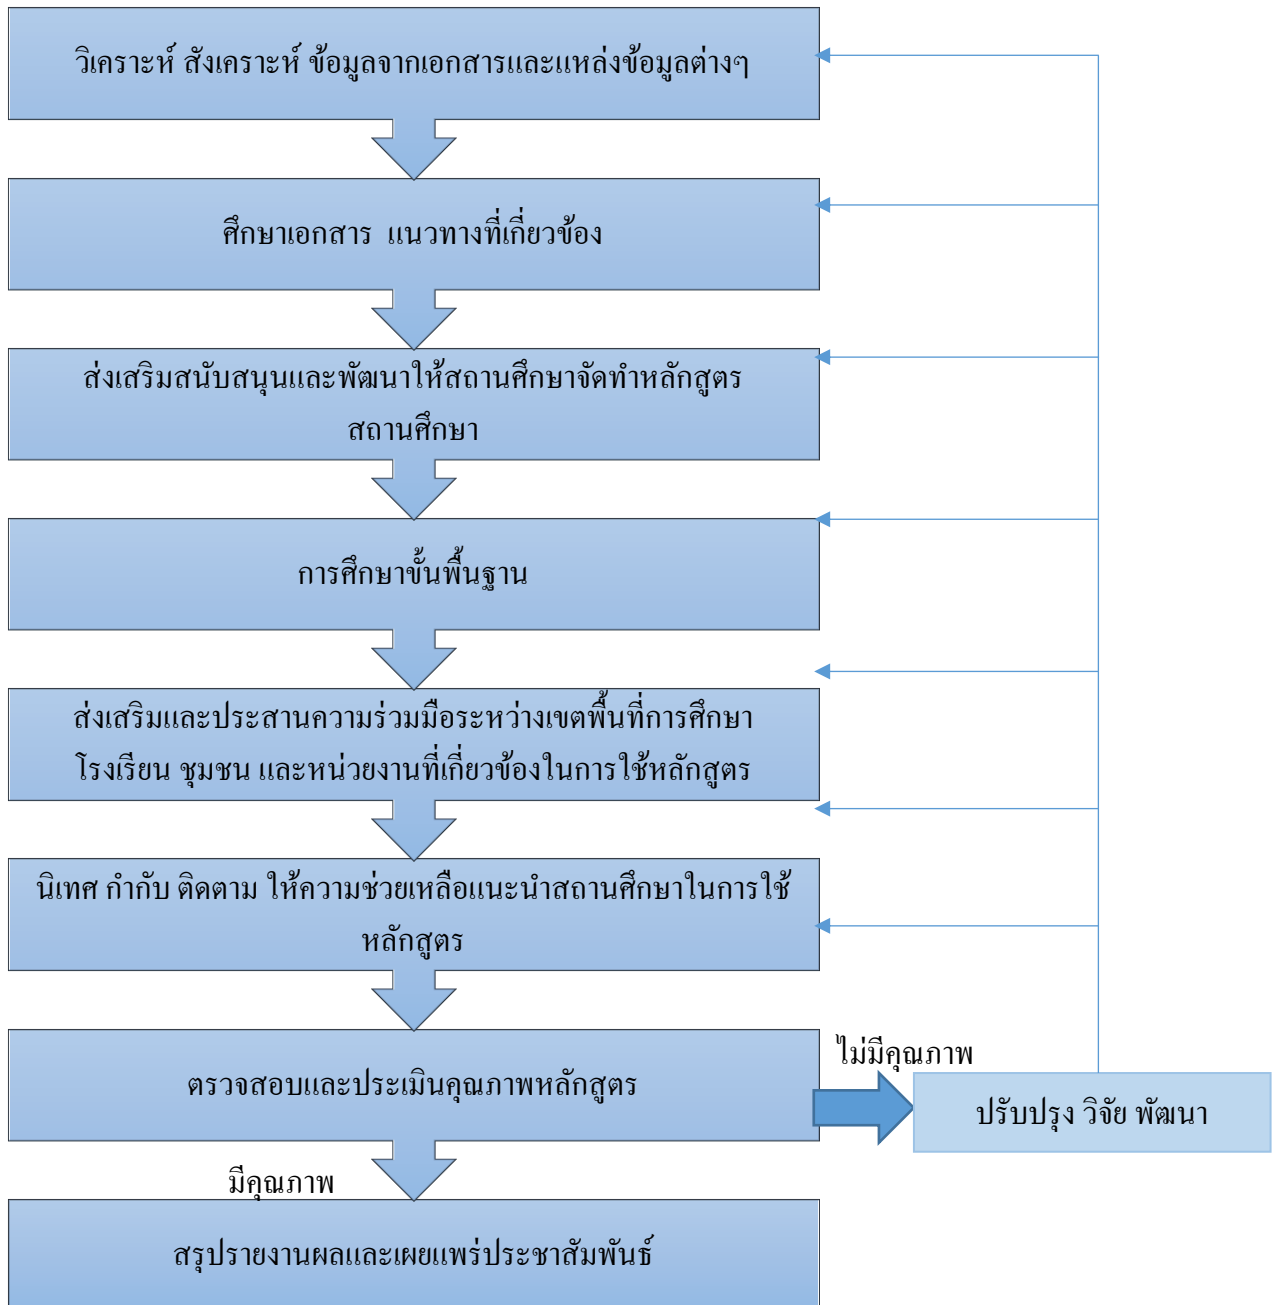 วิเคราะห์ สังเคราะห์ ข้อมูลจากเอกสารและแหล่งข้อมูลต่างๆ
ศึกษาเอกสาร แนวทางที่เกี่ยวข้อง
ส่งเสริมสนับสนุนและพัฒนาให้สถานศึกษาจัดทำหลักสูตร
สถานศึกษา
การศึกษาขั้นพื้นฐาน
ส่งเสริมและประสานความร่วมมือระหว่างเขตพื้นที่การศึกษา
โรงเรียน ชุมชน และหน่วยงานที่เกี่ยวข้องในการใช้หลักสูตร
นิเทศ กำกับ ติดตาม ให้ความช่วยเหลือแนะนำสถานศึกษาในการใช้
หลักสูตร
ตรวจสอบและประเมินคุณภาพหลักสูตร
ไม่มีคุณภาพ
ปรับปรุง วิจัย พัฒนา
มีคุณภาพ
สรุปรายงานผลและเผยแพร่ประชาสัมพันธ์